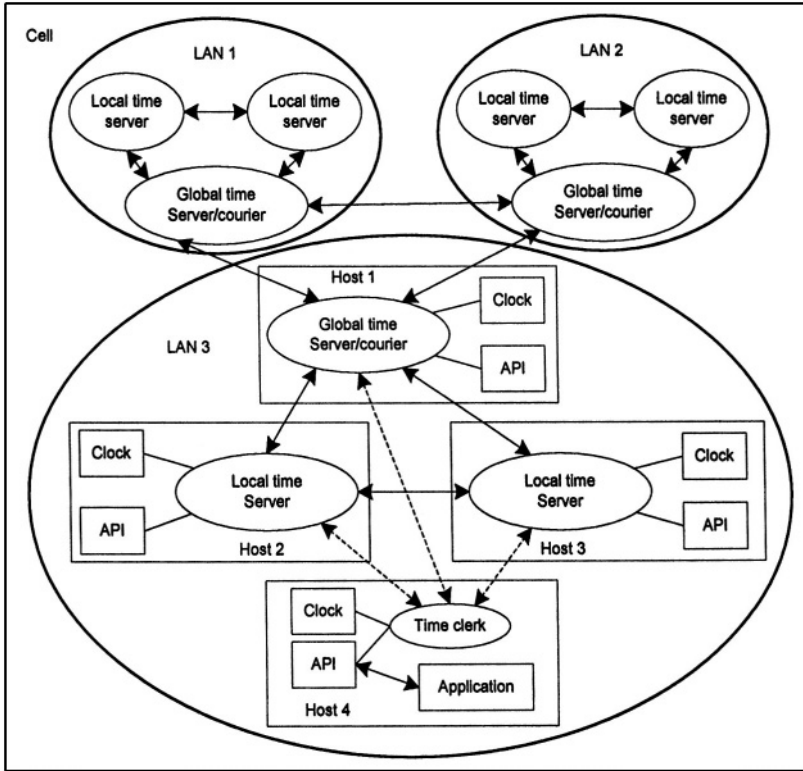 Cell
LAN 1
LAN 2
Local time
server
Local time
server
Local time
server
Local time
server
Global time
Server/courier
Global time
Server/courier
Host 1
LAN 3
Global time
Server/courier
Clock
API
Clock
API
Local time
Server
Host 2
Local time
Server
Clock
API
Host 3
Clock
API
Time clerk
Application
Host 4